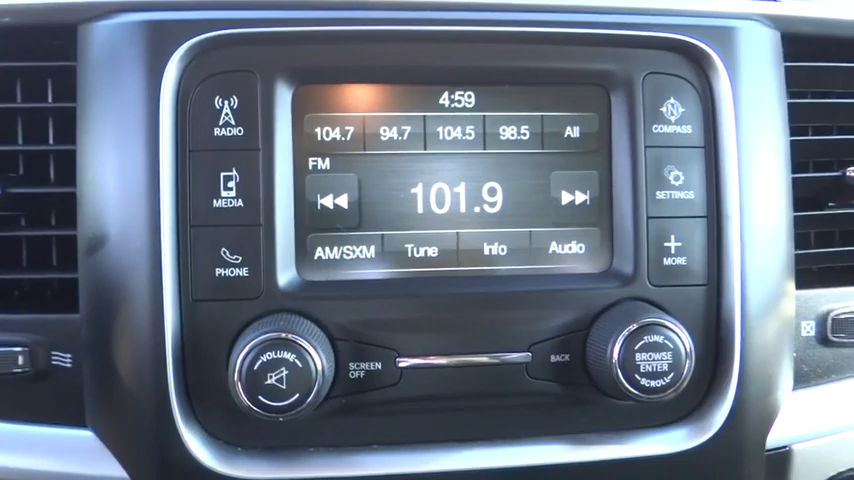 4:59
RADIO
104.7 94.7 104.5 98.5 All
COMPASS
N
FM
MEDIA
101.9
SETTINGS
AM/SXM Tune Info Audio
PHONE
MORE
VOLUME
SCREEN
OFF
BACK
TUNE
BROWSE
ENTER
SCROLL